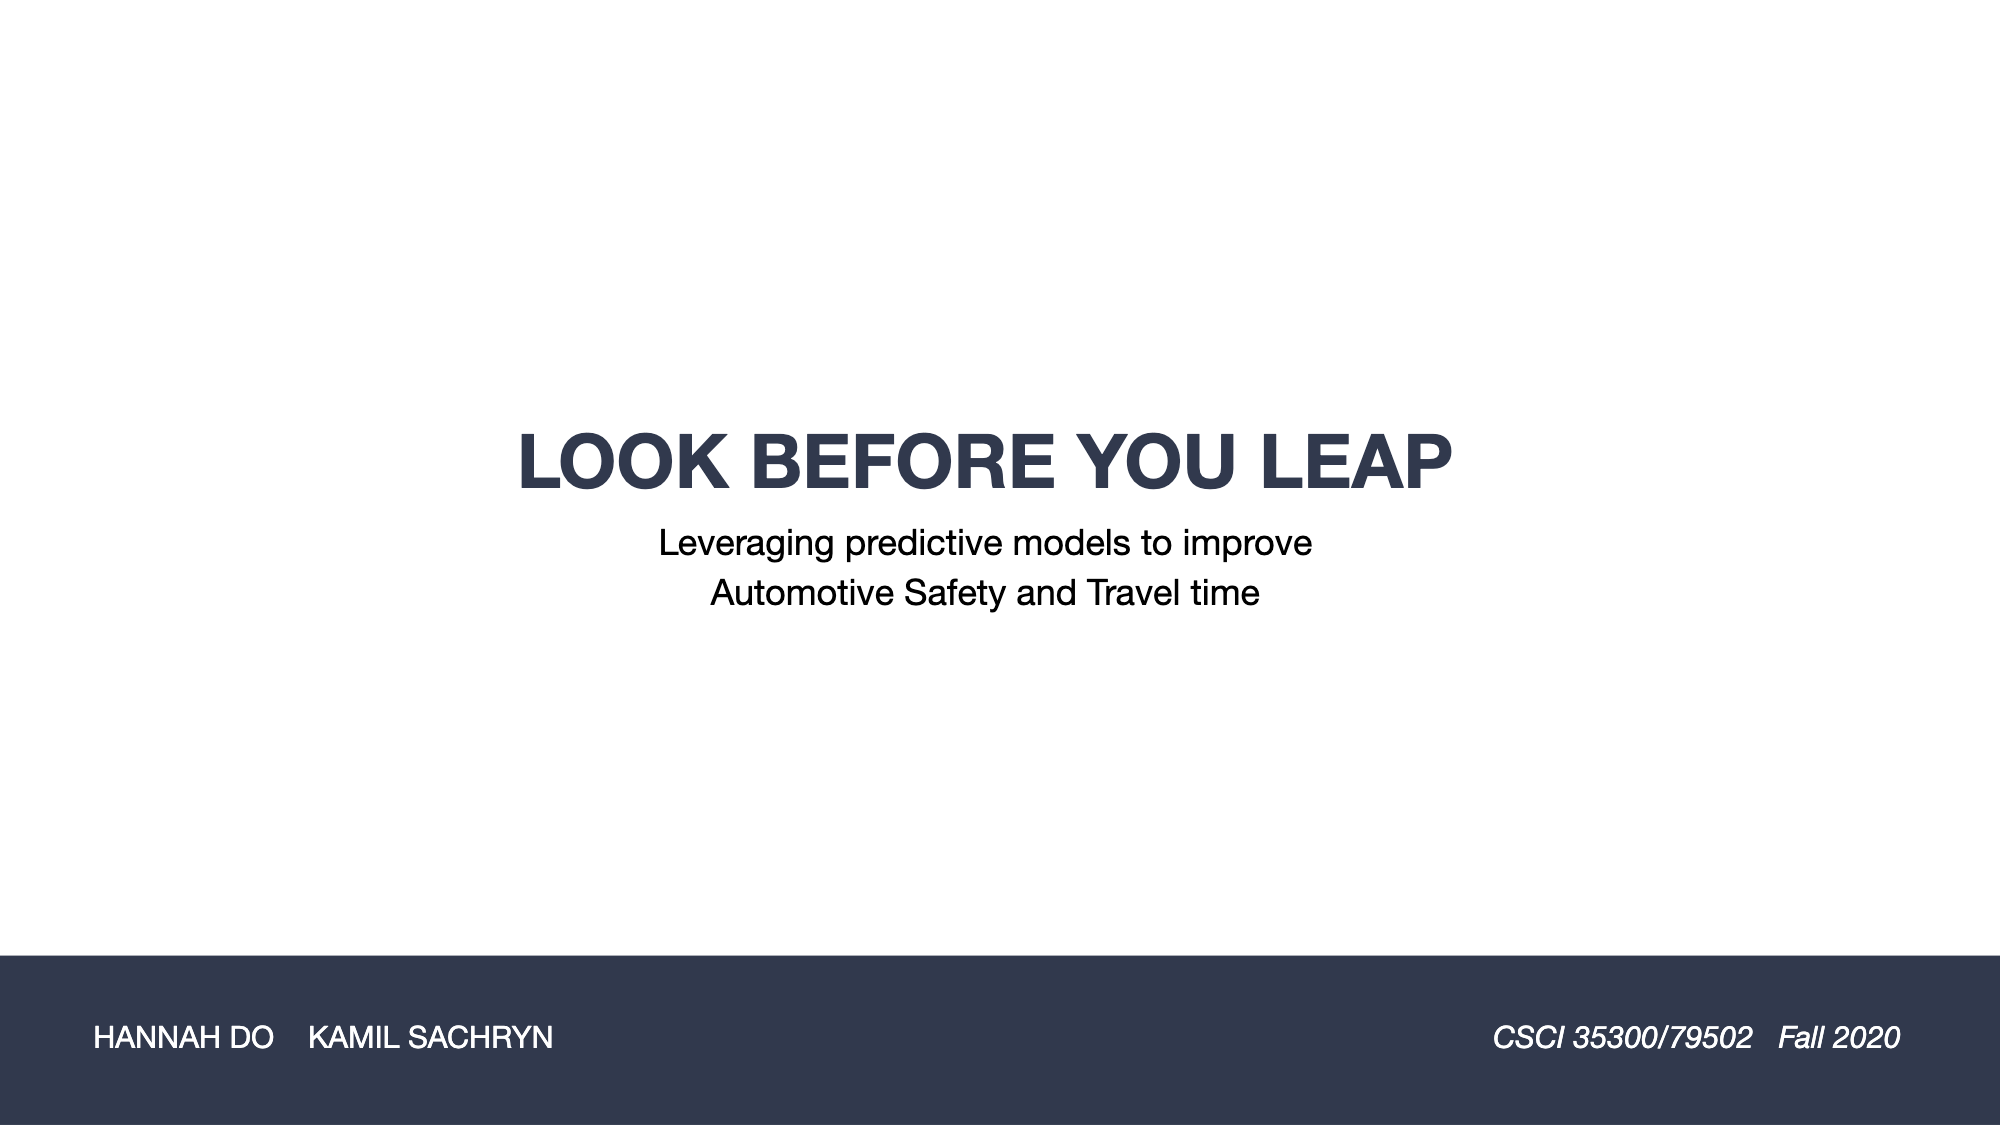 LOOK BEFORE YOU LEAP
Leveraging predictive models to improve
Automotive Safety and Travel time
HANNAH DO KAMIL SACHRYN
CSCI 35300/79502 Fall 2020